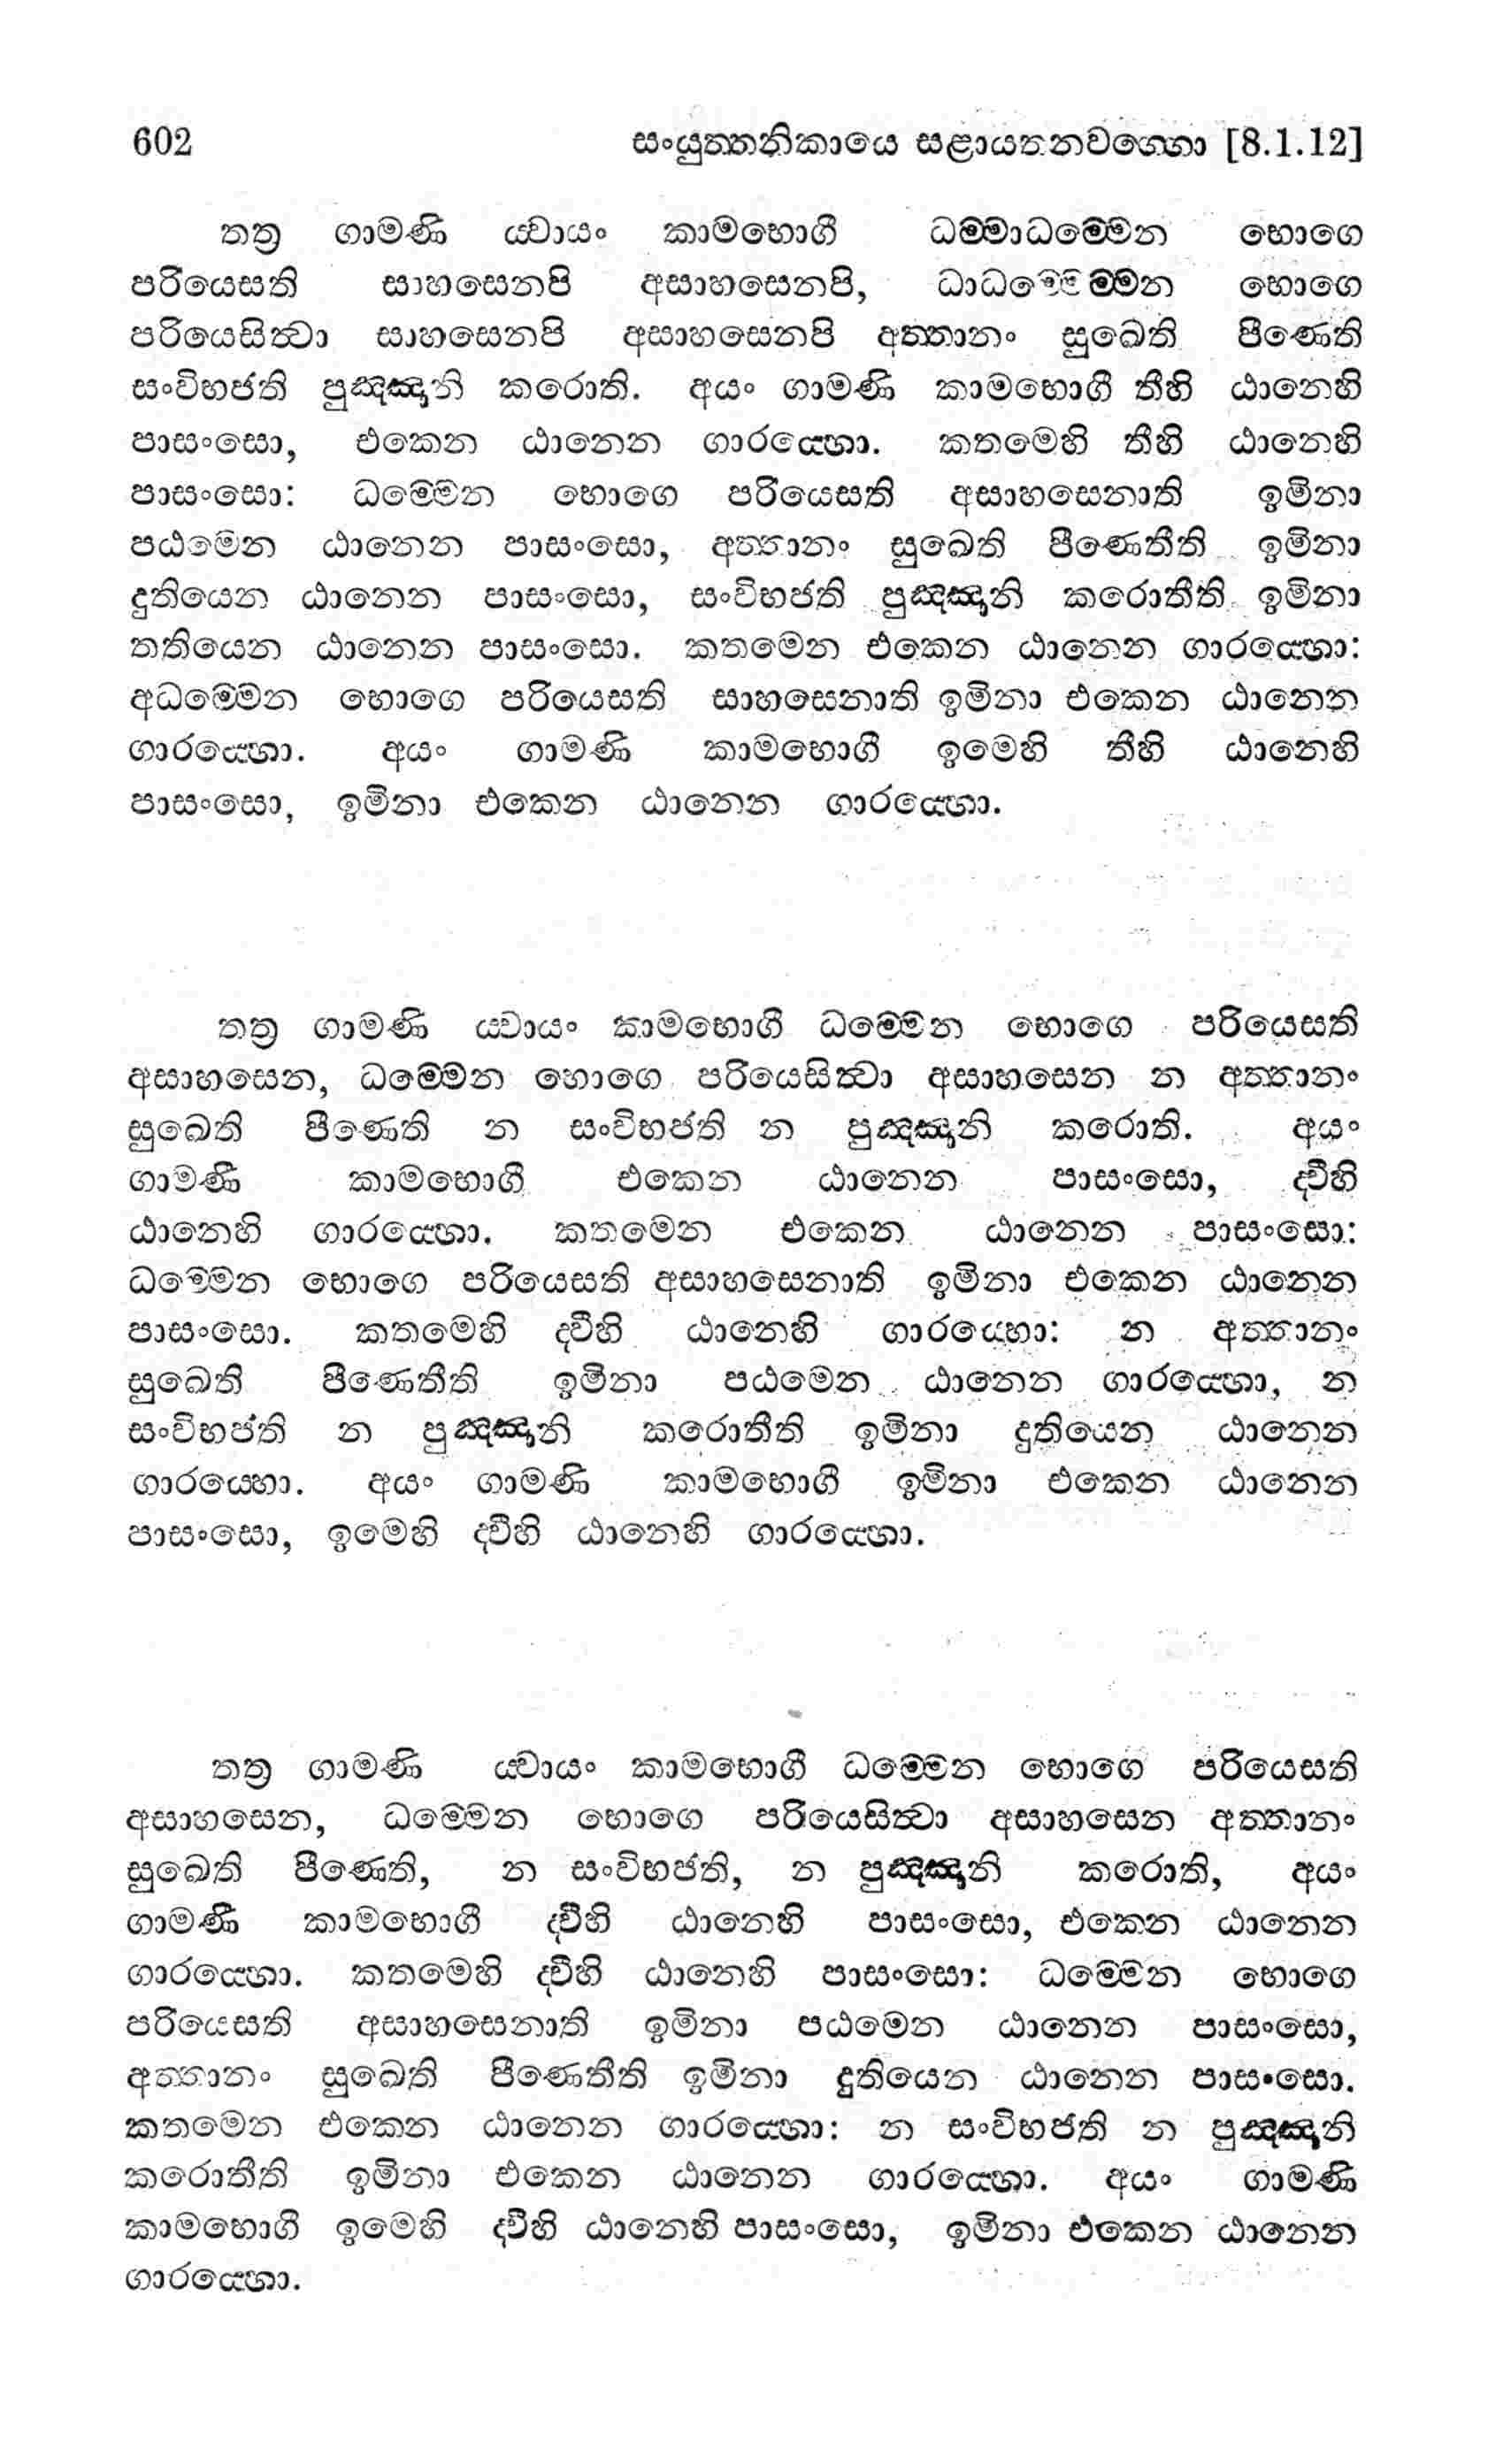 602 සංයුත්තනිකායෙ සළායතනවග්ගො [8.1.12]
තත්‍ර ගාමණි ය්වායං කාමභොගී ධම්මාධම්මෙන භොගෙ
පරියෙසති සාහසෙනපි අසාහසෙනපි, ධාධම්මෙම්මන භොගෙ
පරියෙසිත්‍වා සාහසෙනපි අසාහසෙනපි අත්තානං සුඛෙති පීණෙති
සංවිභජති පුඤ්ඤානි කරොති. අයං ගාමණි කාමභොගී තීහි ඨානෙහි
පාසංසො, එකෙන ඨානෙන ගාරය්හො. කතමෙහි තීහි ඨානෙහි
පාසංසො: ධම්මෙන භොගෙ පරියෙසති අසාහසෙනාති ඉමිනා
පඨමෙන ඨානෙන පාසංසො, අත්තානං සුඛෙති පීණෙතීති ඉමිනා
දුතියෙන ඨානෙන පාසංසො, සංවිභජති පුඤ්ඤානි කරොතීති ඉමිනා
තතියෙන ඨානෙන පාසංසො. කතමෙන එකෙන ඨානෙන ගාරය්හො:
අධම්මෙන භොගෙ පරියෙසති සාහසෙනාති ඉමිනා එකෙන ඨානෙන
ගාරය්හො. අයං ගාමණි කාමභොගී ඉමෙහි තීහි ඨානෙහි
පාසංසො, ඉමිනා එකෙන ඨානෙන ගාරය්හො.
තත්‍ර ගාමණි ය්වායං කාමභොගී ධම්මෙන භොගෙ පරියෙසති
අසාහසෙන, ධම්මෙන හොගෙ පරියෙසිත්‍වා අසාහසෙන න අත්තානං
සුඛෙති පීණෙති න සංවිභජති න පුඤ්ඤානි කරොති. අයං
ගාමණී කාමභොගී එකෙන ඨානෙන පාසංසො, ද්වීහි
ඨානෙහි ගාරය්හො. කතමෙන එකෙන ඨානෙන පාසංසො:
ධම්මෙන භොගෙ පරියෙසති අසාහසෙනාති ඉමිනා එකෙන ඨානෙන
පාසංසො. කතමෙහි ද්වීහි ඨානෙහි ගාරය්හො: න අත්තානං
සුඛෙති පීණෙතීති ඉමිනා පඨමෙන ඨානෙන ගාරය්හො, න
සංවිභජති න පුඤ්ඤානි කරොතීති ඉමිනා දුතියෙන ඨානෙන
ගාරය්හො. අයං ගාමණි කාමභොගී ඉමිනා එකෙන ඨානෙන
පාසංසො, ඉමෙහි ද්වීහි ඨානෙහි ගාරය්හො.
තත්‍ර ගාමණි ය්වායං කාමභොගී ධම්මෙන භොගෙ පරියෙසති
අසාහසෙන, ධම්මෙන භොගෙ පරියෙසිත්‍වා අසාහසෙන අත්තානං
සුඛෙති පීණෙති, න සංවිභජති, න පුඤ්ඤානි කරොති, අයං
ගාමණී කාමභොගී ද්වීහි ඨානෙහි පාසංසො, එකෙන ඨානෙන
ගාරය්හො. කතමෙහි ද්වීහි ඨානෙහි පාසංසො: ධම්මෙන භොගෙ
පරියෙසති අසාහසෙනාති ඉමිනා පඨමෙන ඨානෙන පාසංසො,
අත්තානං සුඛෙති පීණෙතීති ඉමිනා දුතියෙන ඨානෙන පාසංසො.
කතමෙන එකෙන ඨානෙන ගාරය්හො: න සංවිභජති න පුඤ්ඤානි
කරොතීති ඉමිනා එකෙන ඨානෙන ගාරය්හො. අයං ගාමණි
කාමභොගී ඉමෙහි ද්වීහි ඨානෙහි පාසංසො, ඉමිනා එකෙන ඨානෙන
ගාරය්හො.